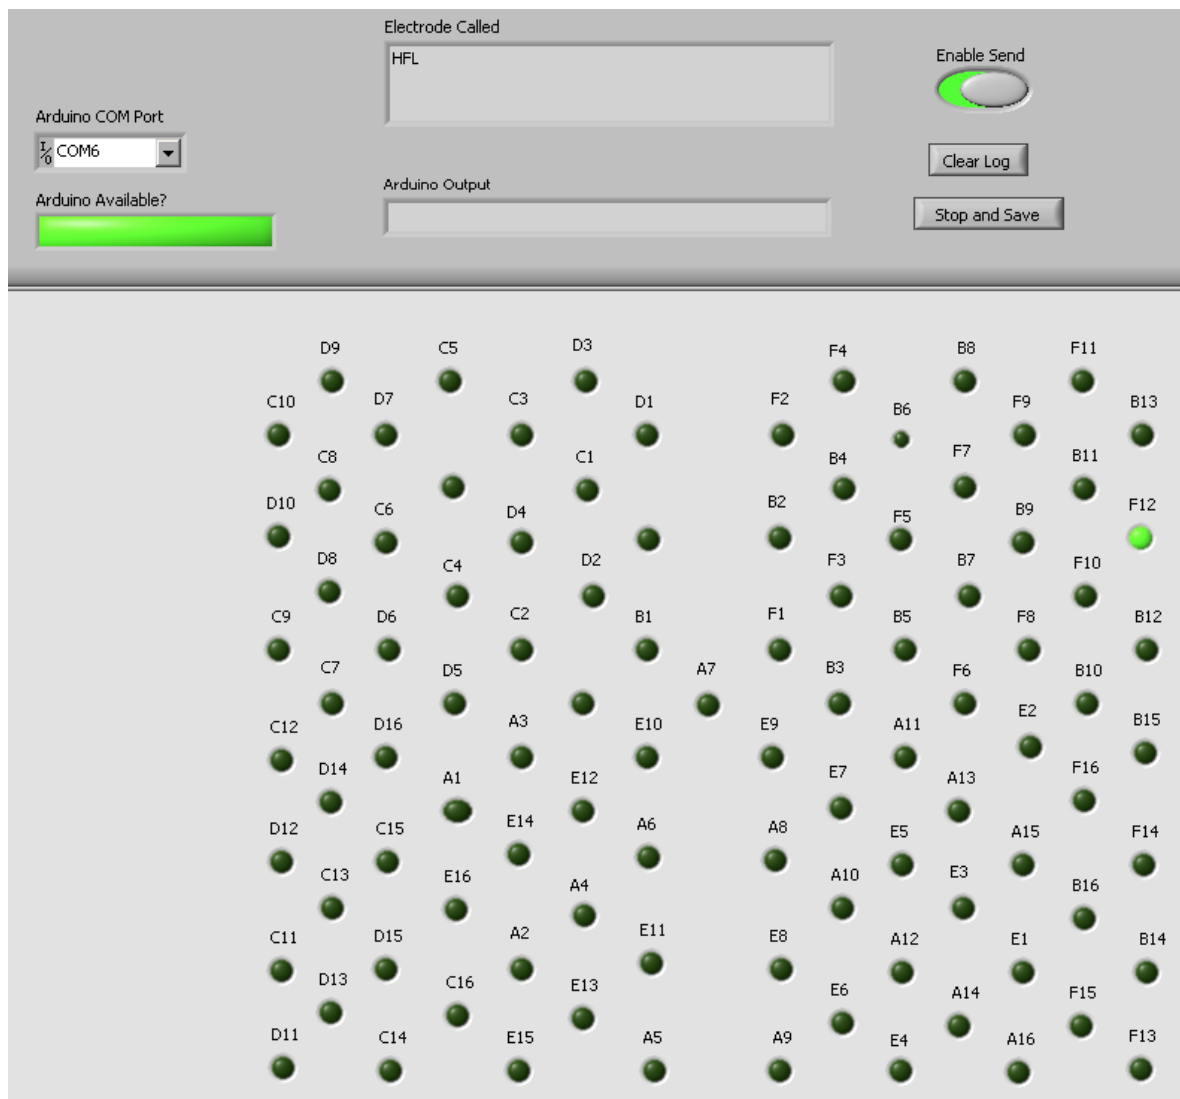 Electrode Called
HFL
Enable Send
Arduino COM Port
I/O COM6
Clear Log
Arduino Output
Arduino Available?
Stop and Save
D9 C5 D3 F4 B8 F11
C10 D7 C3 D1 F2 B6 F9 B13
C8 C1 B4 F7 B11
D10 C6 D4 B2 F5 B9 F12
D8 C4 D2 F3 B7 F10
C9 D6 C2 B1 F1 B5 F8 B12
C7 D5 A7 B3 F6 B10
C12 D16 A3 E10 E9 A11 E2 B15
D14 A1 E12 E7 A13 F16
D12 C15 E14 A6 A8 E5 A15 F14
C13 E16 A4 A10 E3 B16
C11 D15 A2 E11 E8 A12 E1 B14
D13 C16 E13 E6 A14 F15
D11 C14 E15 A5 A9 E4 A16 F13